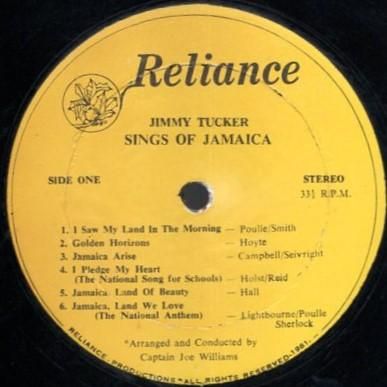 Reliance
JIMMY TUCKER
SINGS OF JAMAICA
SIDE ONE
STEREO
33⅓ R.P.M.
1. I Saw My Land In The Morning — Poulle/Smith
2. Golden Horizons — Hoyte
3. Jamaica Arise — Campbell/Seivright
4. I Pledge My Heart
(The National Song for Schools) — Holst/Reid
5. Jamaica, Land Of Beauty — Hall
6. Jamaica, Land We Love
(The National Anthem) — Lightbourne/Poulle
Sherlock
*Arranged and Conducted by
Captain Joe Williams
RELIANCE PRODUCTIONS * ALL RIGHTS RESERVED-1981.